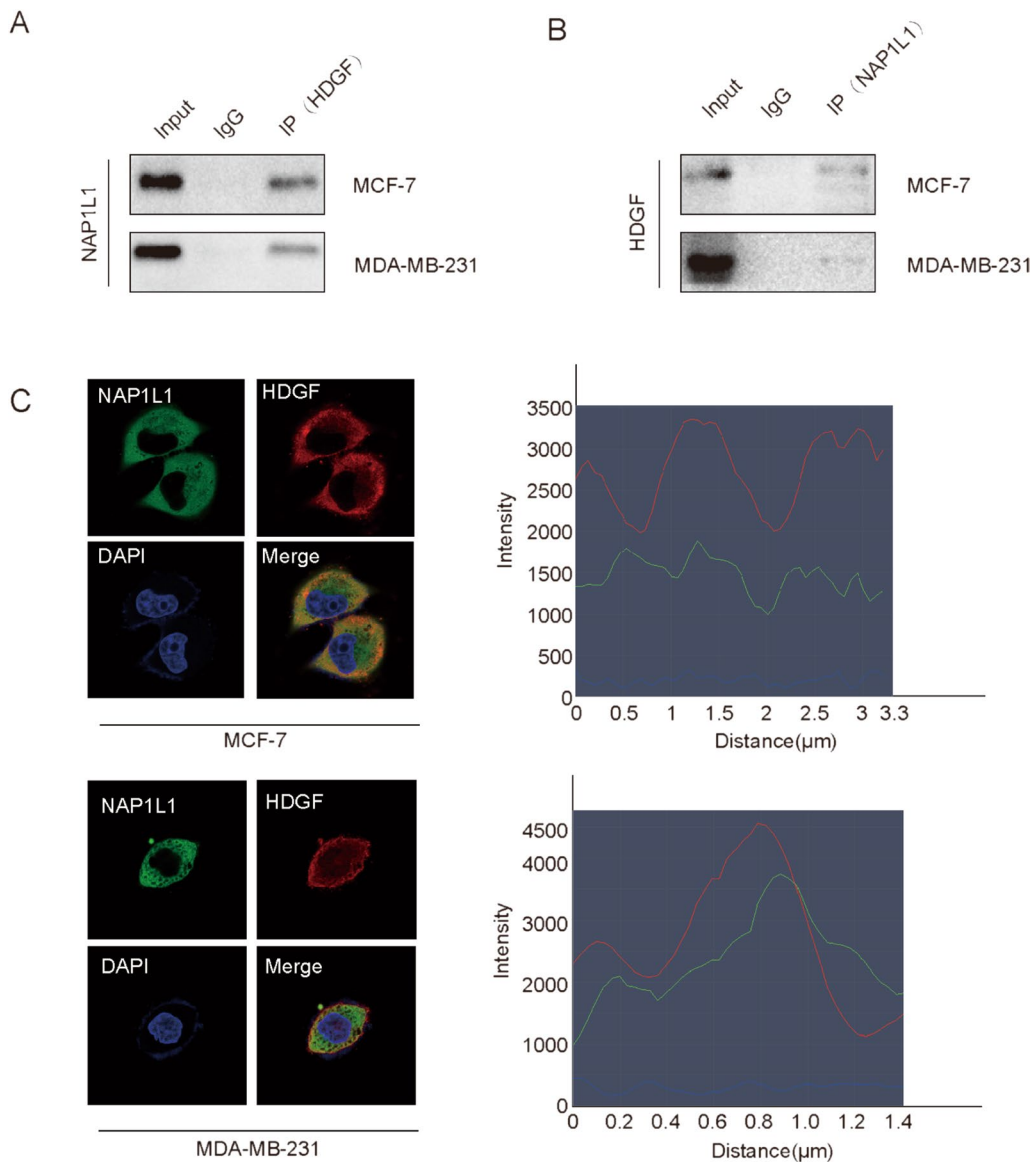 A
Input
IgG
IP（HDGF）
NAP1L1
MCF-7
MDA-MB-231
B
Input
IgG
IP（NAP1L1）
HDGF
MCF-7
MDA-MB-231
C
NAP1L1
HDGF
DAPI
Merge
MCF-7
Intensity
3500
3000
2500
2000
1500
1000
500
0
0 0.5 1 1.5 2 2.5 3 3.3
Distance(μm)
NAP1L1
HDGF
DAPI
Merge
MDA-MB-231
Intensity
4500
4000
3000
2000
1000
0
0 0.2 0.6 0.6 0.8 1.0 1.2 1.4
Distance(μm)